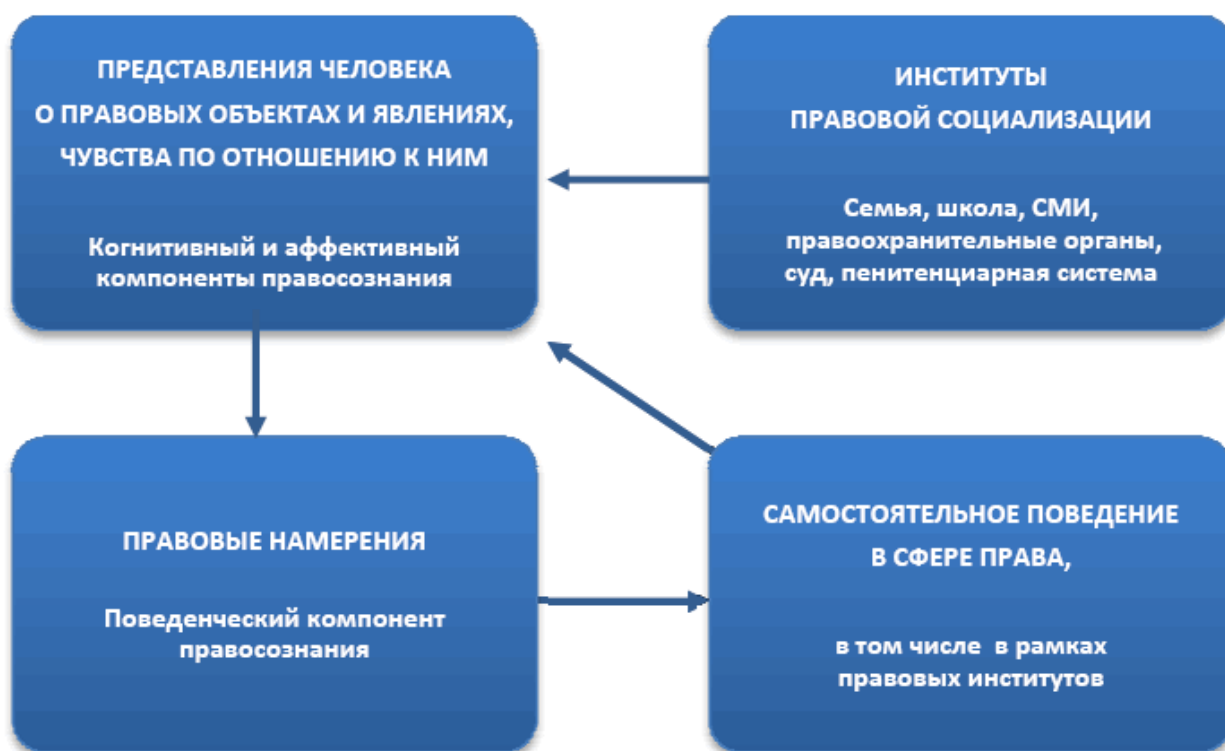 ПРЕДСТАВЛЕНИЯ ЧЕЛОВЕКА
О ПРАВОВЫХ ОБЪЕКТАХ И ЯВЛЕНИЯХ,
ЧУВСТВА ПО ОТНОШЕНИЮ К НИМ
Когнитивный и аффективный
компоненты правосознания
ИНСТИТУТЫ
ПРАВОВОЙ СОЦИАЛИЗАЦИИ
Семья, школа, СМИ,
правоохранительные органы,
суд, пенитенциарная система
ПРАВОВЫЕ НАМЕРЕНИЯ
Поведенческий компонент
правосознания
САМОСТОЯТЕЛЬНОЕ ПОВЕДЕНИЕ
В СФЕРЕ ПРАВА,
в том числе в рамках
правовых институтов